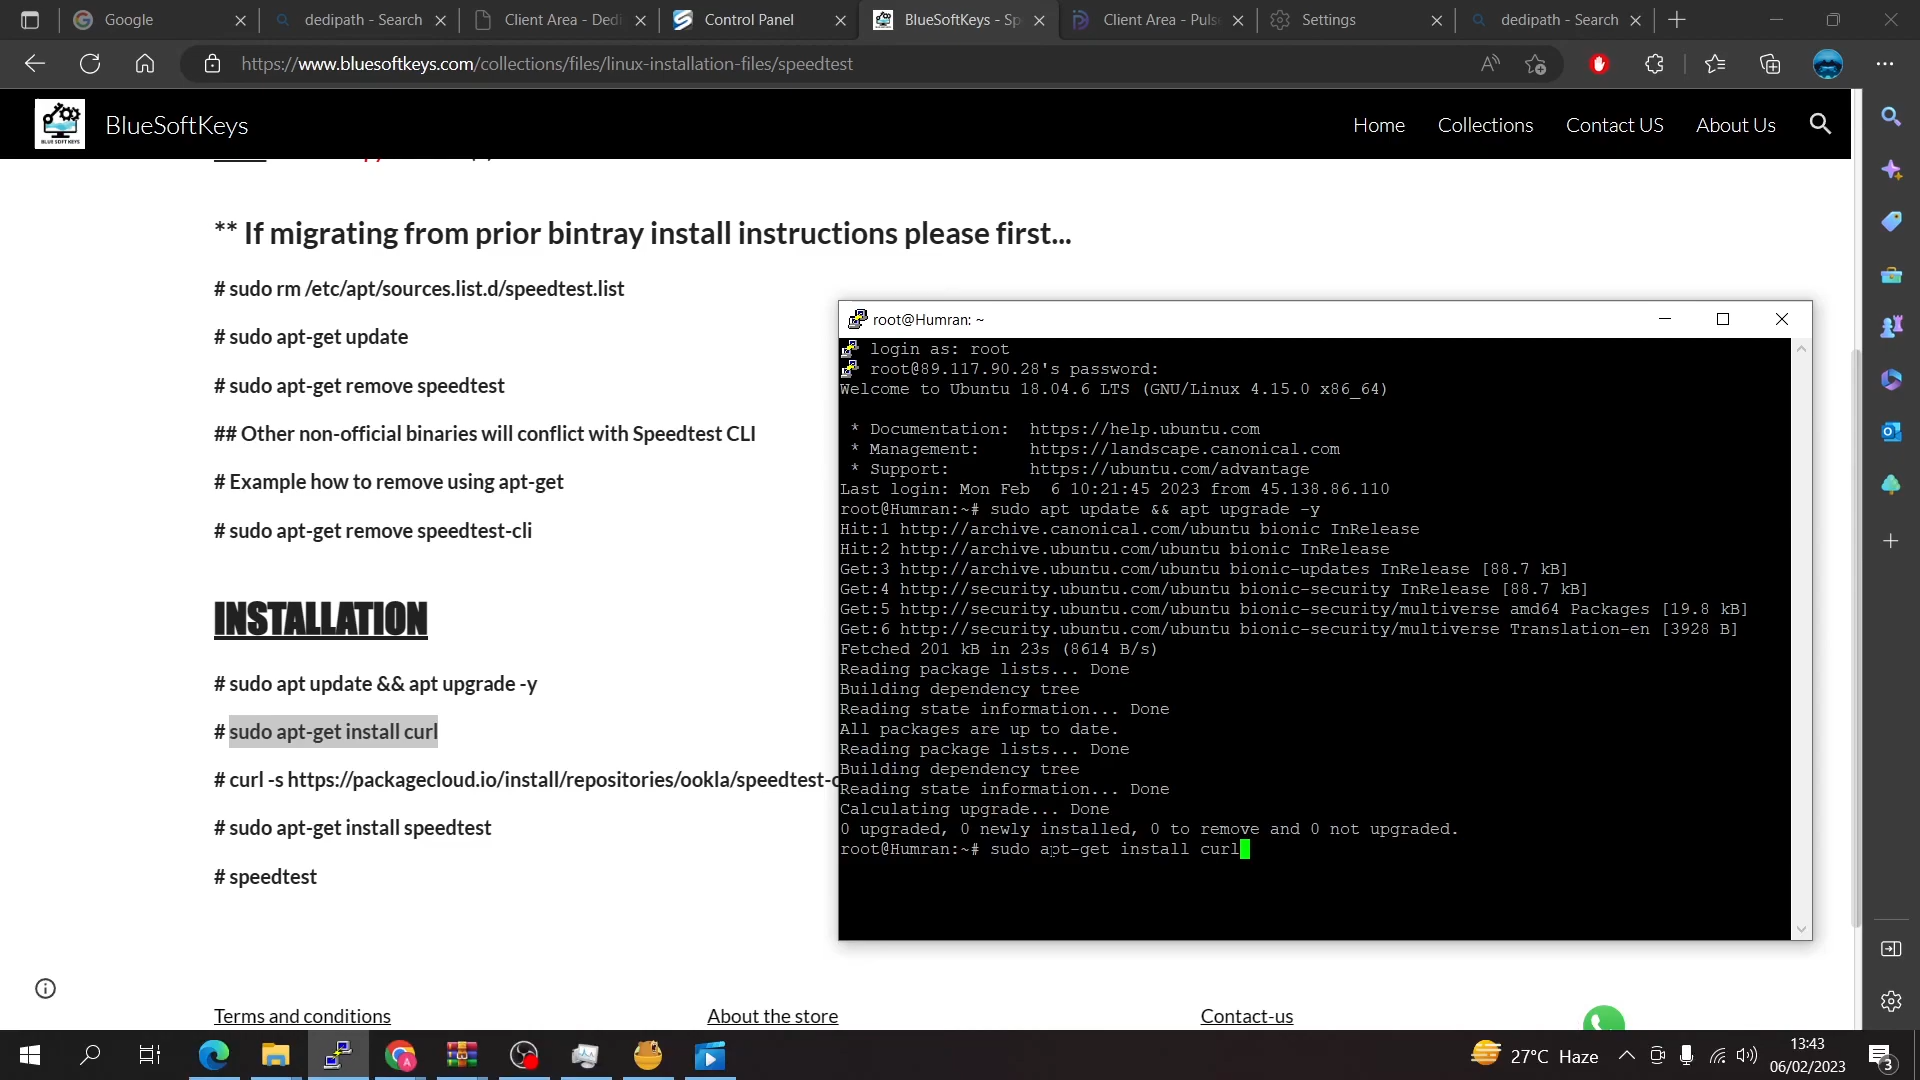 Google
dedipath - Search
Client Area - Dedi
Control Panel
BlueSoftKeys - Sp
Client Area - Puls
Settings
dedipath - Search
https://www.bluesoftkeys.com/collections/files/linux-installation-files/speedtest
BLUE SOFT KEYS
BlueSoftKeys
Home
Collections
Contact US
About Us
** If migrating from prior bintray install instructions please first...
# sudo rm /etc/apt/sources.list.d/speedtest.list
# sudo apt-get update
# sudo apt-get remove speedtest
## Other non-official binaries will conflict with Speedtest CLI
# Example how to remove using apt-get
# sudo apt-get remove speedtest-cli
INSTALLATION
# sudo apt update && apt upgrade -y
# sudo apt-get install curl
# curl -s https://packagecloud.io/install/repositories/ookla/speedtest-c
# sudo apt-get install speedtest
# speedtest
root@Humran: ~
login as: root
root@89.117.90.28's password:
Welcome to Ubuntu 18.04.6 LTS (GNU/Linux 4.15.0 x86_64)
* Documentation:  https://help.ubuntu.com
* Management:     https://landscape.canonical.com
* Support:        https://ubuntu.com/advantage
Last login: Mon Feb  6 10:21:45 2023 from 45.138.86.110
root@Humran:~# sudo apt update && apt upgrade -y
Hit:1 http://archive.canonical.com/ubuntu bionic InRelease
Hit:2 http://archive.ubuntu.com/ubuntu bionic InRelease
Get:3 http://archive.ubuntu.com/ubuntu bionic-updates InRelease [88.7 kB]
Get:4 http://security.ubuntu.com/ubuntu bionic-security InRelease [88.7 kB]
Get:5 http://security.ubuntu.com/ubuntu bionic-security/multiverse amd64 Packages [19.8 kB]
Get:6 http://security.ubuntu.com/ubuntu bionic-security/multiverse Translation-en [3928 B]
Fetched 201 kB in 23s (8614 B/s)
Reading package lists... Done
Building dependency tree
Reading state information... Done
All packages are up to date.
Reading package lists... Done
Building dependency tree
Reading state information... Done
Calculating upgrade... Done
0 upgraded, 0 newly installed, 0 to remove and 0 not upgraded.
root@Humran:~# sudo apt-get install curl
Terms and conditions
About the store
Contact-us
27°C Haze
13:43
06/02/2023
3